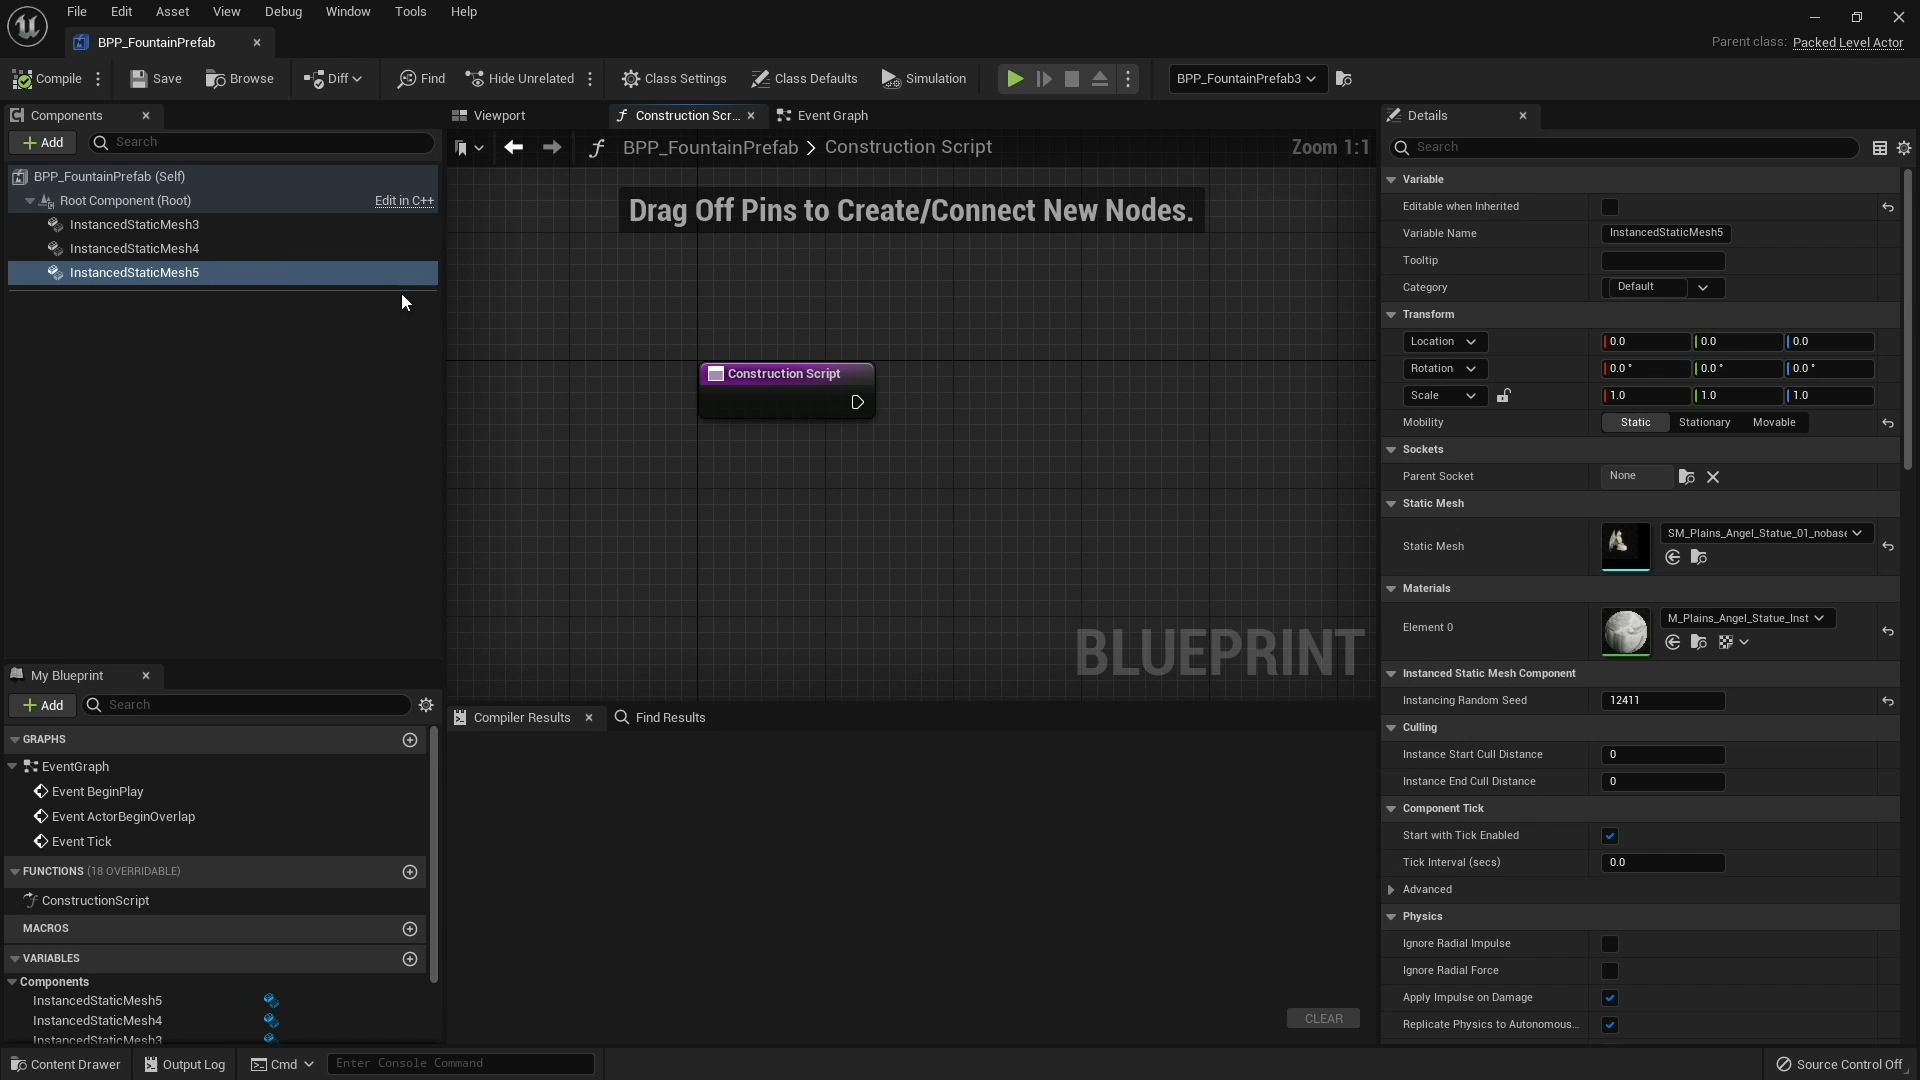 File Edit Asset View Debug Window Tools Help
BPP_FountainPrefab
Parent class: Packed Level Actor
Compile Save Browse Diff Find Hide Unrelated Class Settings Class Defaults Simulation BPP_FountainPrefab3
Components
Add Search
BPP_FountainPrefab (Self)
Root Component (Root) Edit in C++
InstancedStaticMesh3
InstancedStaticMesh4
InstancedStaticMesh5
Viewport Construction Scr... Event Graph
BPP_FountainPrefab > Construction Script Zoom 1:1
Drag Off Pins to Create/Connect New Nodes.
Construction Script
BLUEPRINT
My Blueprint
Add Search
GRAPHS
EventGraph
Event BeginPlay
Event ActorBeginOverlap
Event Tick
FUNCTIONS (18 OVERRIDABLE)
ConstructionScript
MACROS
VARIABLES
Components
InstancedStaticMesh5
InstancedStaticMesh4
InstancedStaticMesh3
Compiler Results Find Results
CLEAR
Details
Search
Variable
Editable when Inherited
Variable Name InstancedStaticMesh5
Tooltip
Category Default
Transform
Location 0.0 0.0 0.0
Rotation 0.0 ° 0.0 ° 0.0 °
Scale 1.0 1.0 1.0
Mobility Static Stationary Movable
Sockets
Parent Socket None
Static Mesh
Static Mesh SM_Plains_Angel_Statue_01_nobase
Materials
Element 0 M_Plains_Angel_Statue_Inst
Instanced Static Mesh Component
Instancing Random Seed 12411
Culling
Instance Start Cull Distance 0
Instance End Cull Distance 0
Component Tick
Start with Tick Enabled
Tick Interval (secs) 0.0
Advanced
Physics
Ignore Radial Impulse
Ignore Radial Force
Apply Impulse on Damage
Replicate Physics to Autonomous...
Content Drawer Output Log Cmd Enter Console Command Source Control Off